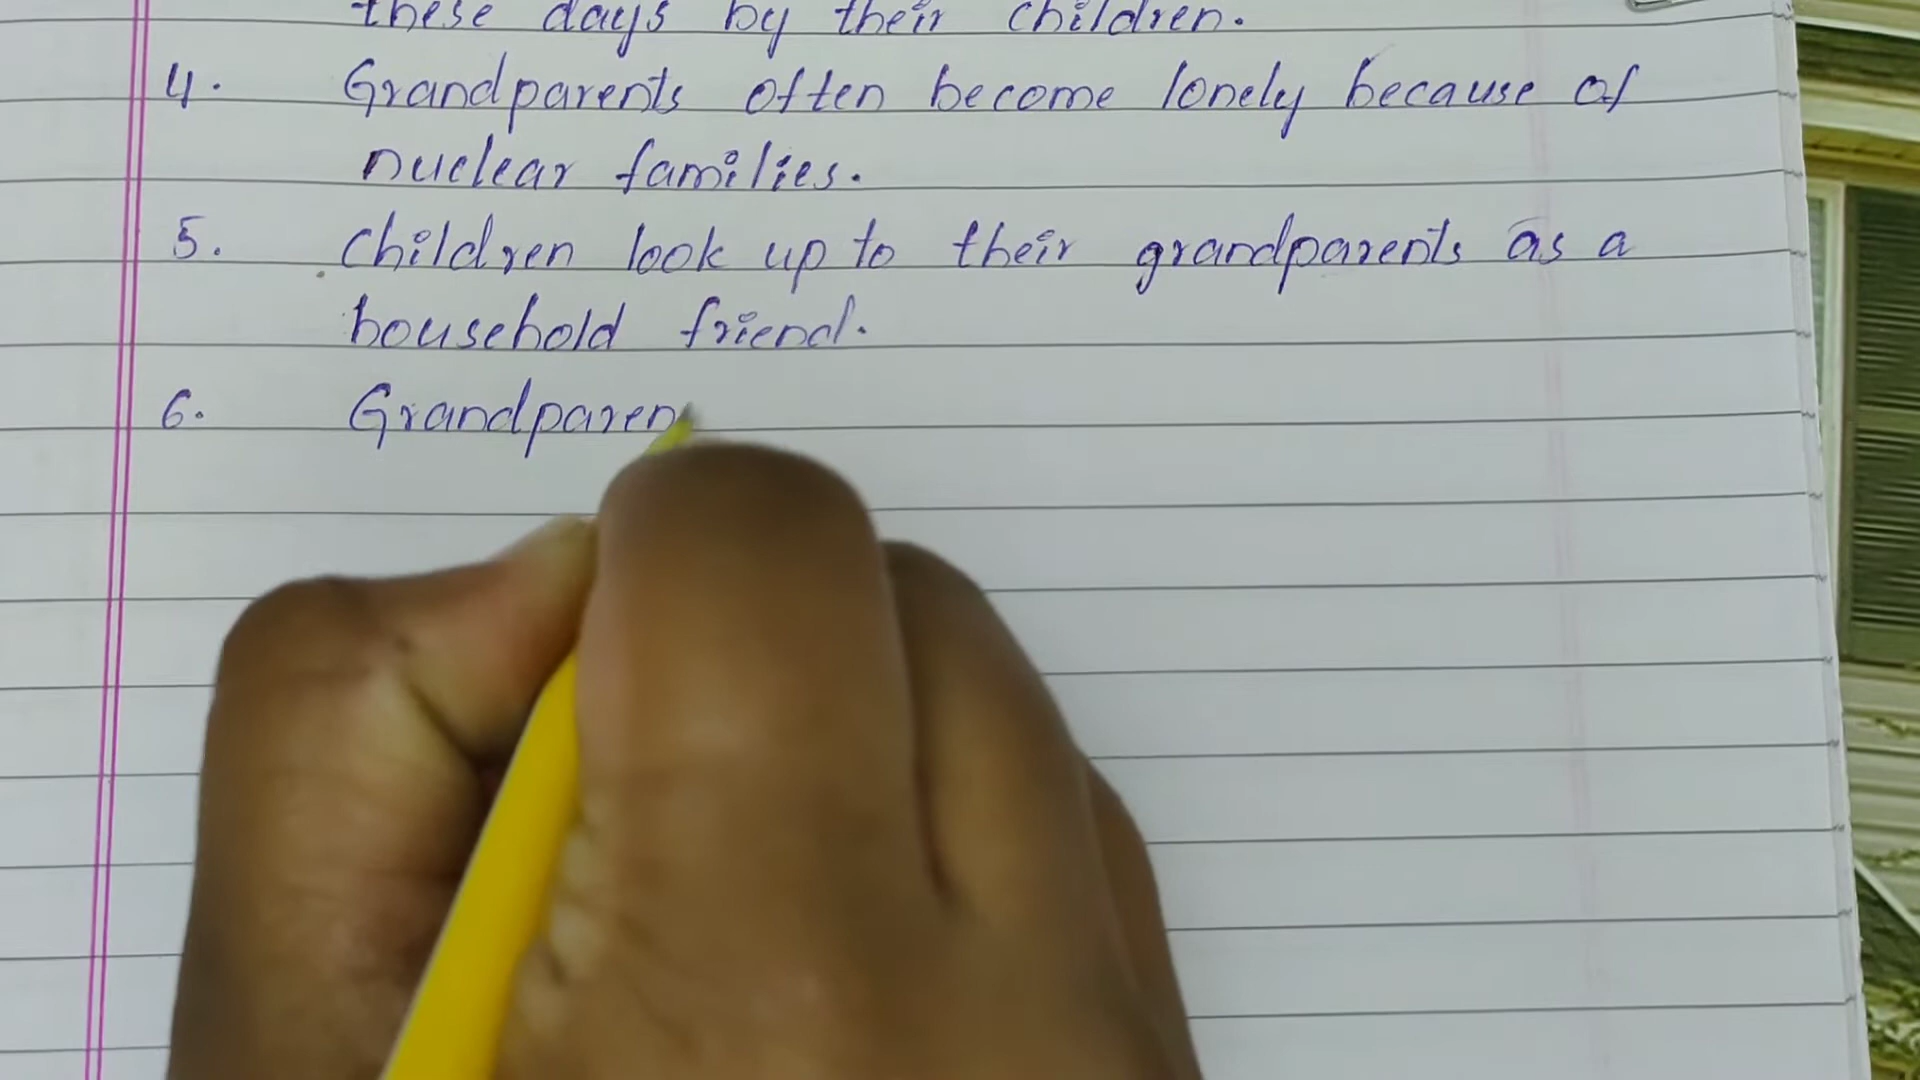 these days by their children.
4. Grandparents often become lonely because of
nuclear families.
5. Children look up to their grandparents as a
household friend.
6. Grandparen